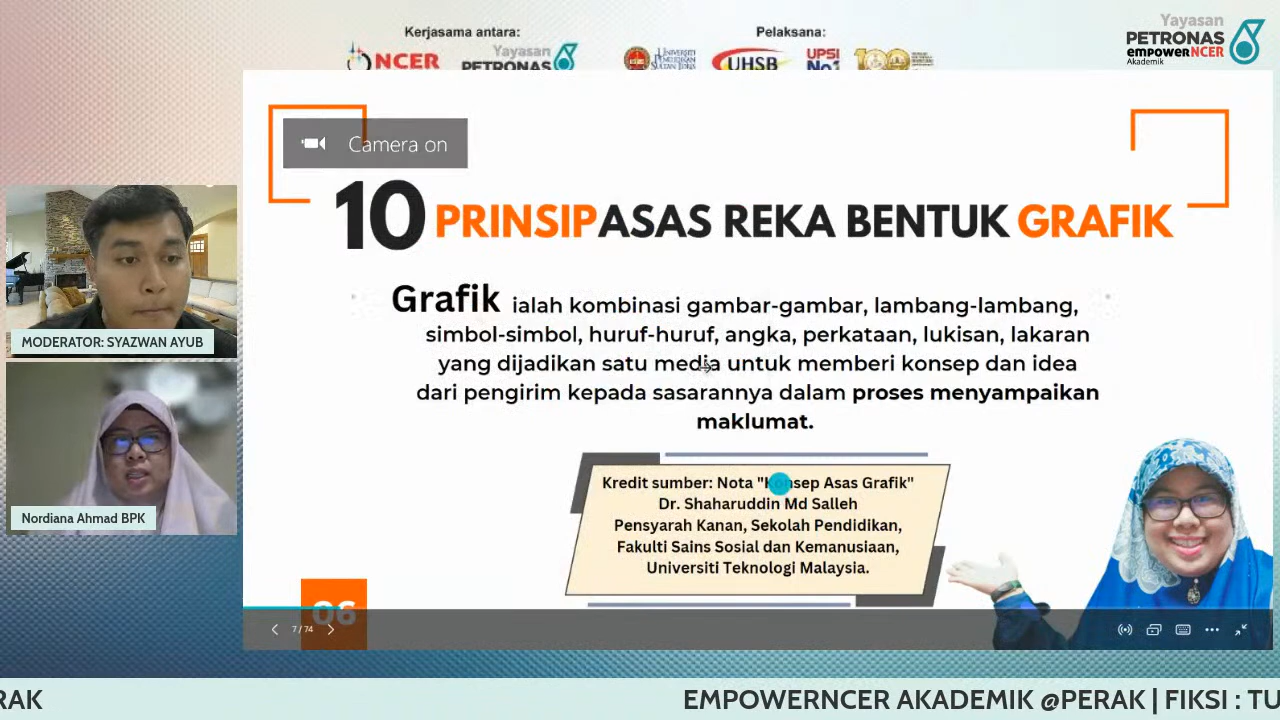 Kerjasama antara:
Pelaksana:
NCER
Yayasan
PETRONAS
UHSB
UPSI
No1
100
Yayasan
PETRONAS
empowerNCER
Akademik
Camera on
10 PRINSIP ASAS REKA BENTUK GRAFIK
Grafik ialah kombinasi gambar-gambar, lambang-lambang,
simbol-simbol, huruf-huruf, angka, perkataan, lukisan, lakaran
yang dijadikan satu media untuk memberi konsep dan idea
dari pengirim kepada sasarannya dalam proses menyampaikan
maklumat.
MODERATOR: SYAZWAN AYUB
Nordiana Ahmad BPK
Kredit sumber: Nota "Konsep Asas Grafik"
Dr. Shaharuddin Md Salleh
Pensyarah Kanan, Sekolah Pendidikan,
Fakulti Sains Sosial dan Kemanusiaan,
Universiti Teknologi Malaysia.
06
7 / 74
RAK
EMPOWERNCER AKADEMIK @PERAK | FIKSI : TU